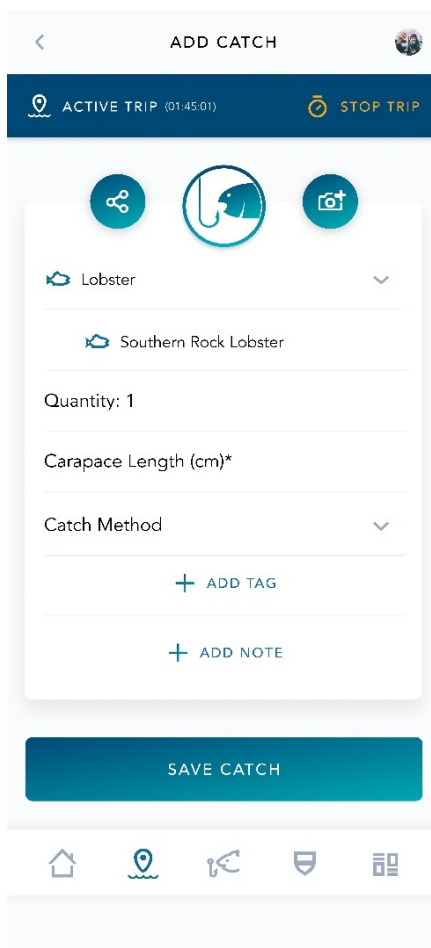 ADD CATCH
ACTIVE TRIP (01:45:01) STOP TRIP
Lobster
Southern Rock Lobster
Quantity: 1
Carapace Length (cm)*
Catch Method
+ ADD TAG
+ ADD NOTE
SAVE CATCH